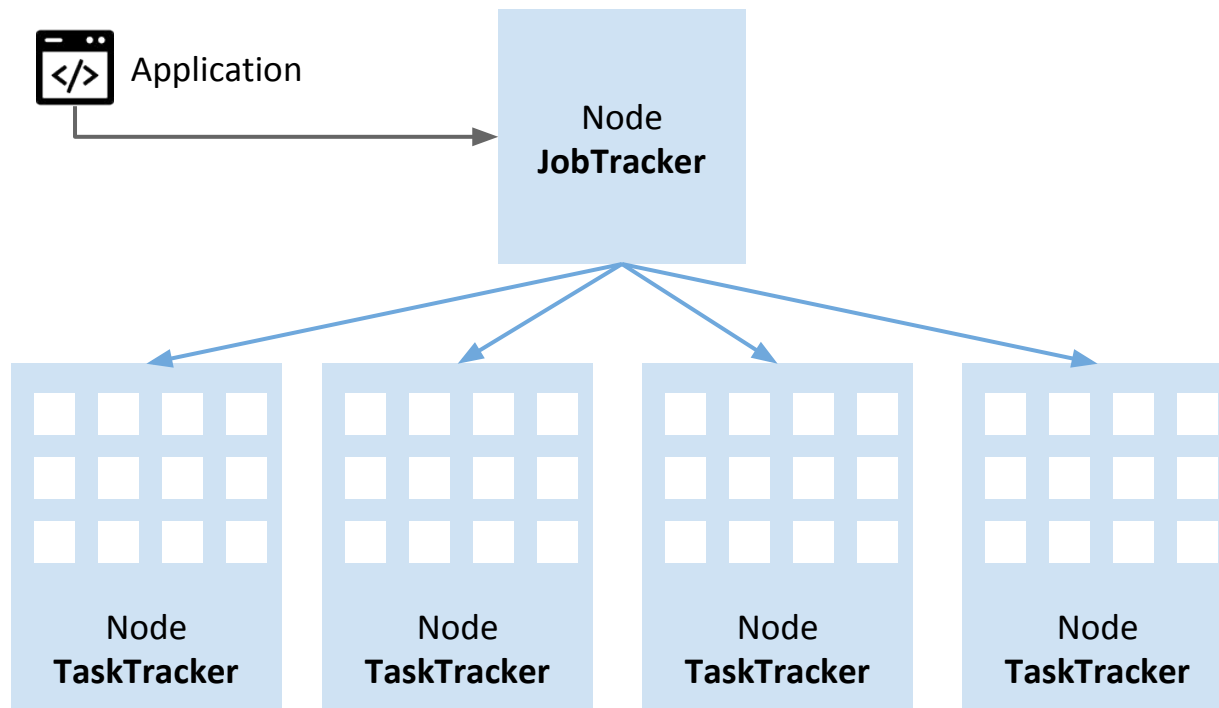 </>
Application
Node
JobTracker
Node
TaskTracker
Node
TaskTracker
Node
TaskTracker
Node
TaskTracker